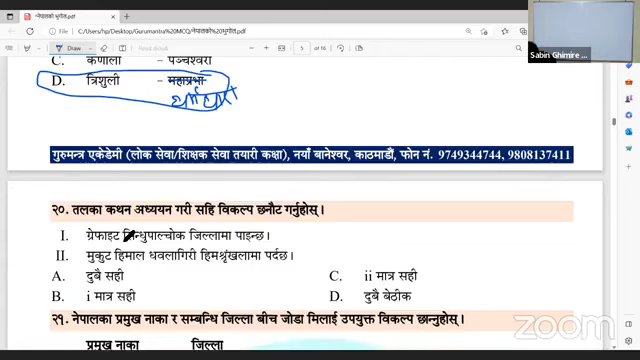 नेपालको भूगोल.pdf
File
C:/Users/hp/Desktop/Gurumantra%20MCQ/नेपालको%20भूगोल.pdf
Draw
5 of 16
Sabin Ghimire ...
C. कर्णाली – पञ्चेश्वरी
D. त्रिशुली – महाप्रभा
गुरुमन्त्र एकेडेमी (लोक सेवा/शिक्षक सेवा तयारी कक्षा), नयाँ बानेश्वर, काठमाडौं, फोन नं. 9749344744, 9808137411
२०. तलका कथन अध्ययन गरी सहि विकल्प छनौट गर्नुहोस् ।
I. ग्रेफाइट सिन्धुपाल्चोक जिल्लामा पाइन्छ।
II. मुकुट हिमाल धवलागिरी हिमश्रृंखलामा पर्दछ।
A. दुबै सही C. ii मात्र सही
B. i मात्र सही D. दुबै बेठीक
२१. नेपालका प्रमुख नाका र सम्बन्धि जिल्ला बीच जोडा मिलाई उपयुक्त विकल्प छान्नुहोस् ।
प्रमुख नाका जिल्ला
zoom